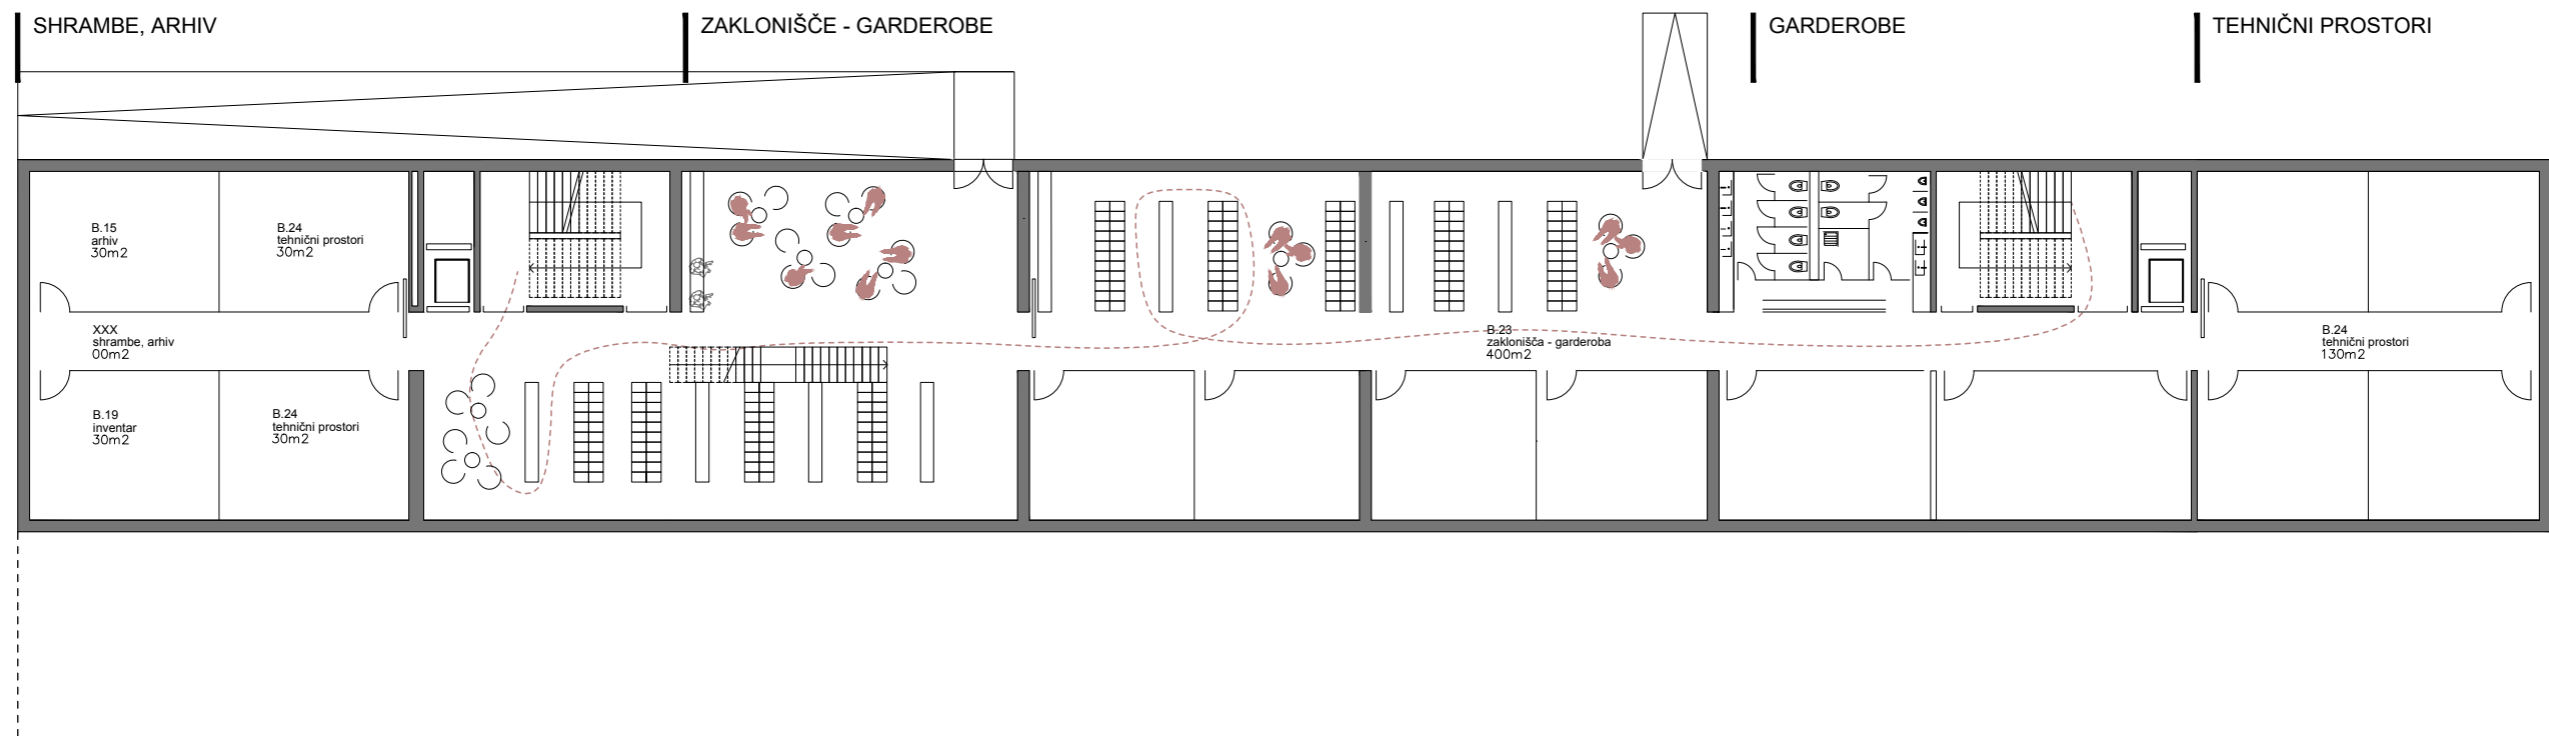 SHRAMBE, ARHIV
ZAKLONIŠČE - GARDEROBE
GARDEROBE
TEHNIČNI PROSTORI
B.15
arhiv
30m2
B.24
tehnični prostori
30m2
XXX
shrambe, arhiv
00m2
B.23
zaklonišča - garderoba
400m2
B.24
tehnični prostori
130m2
B.19
inventar
30m2
B.24
tehnični prostori
30m2